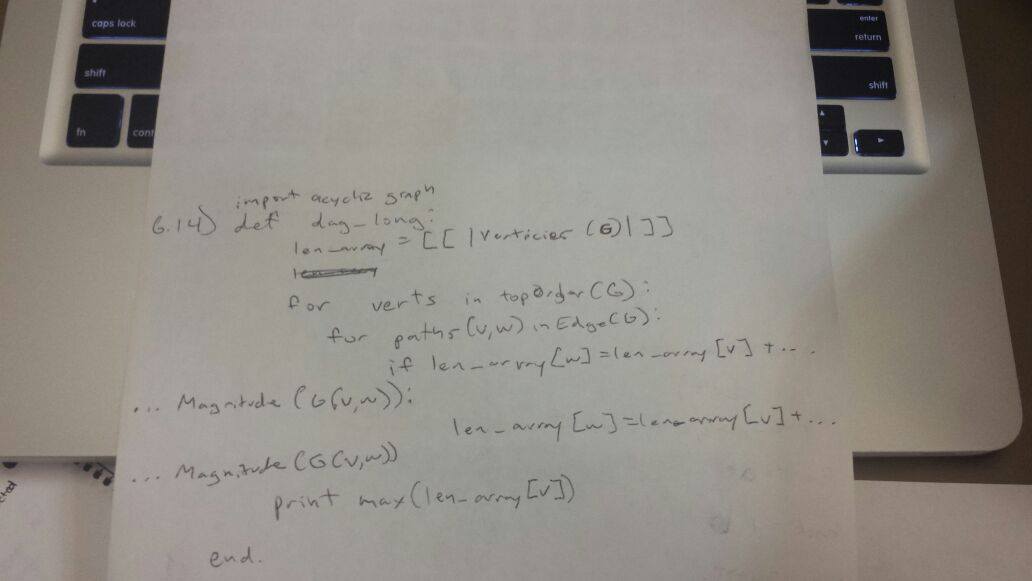 caps lock
enter
return
shift
shift
fn
cont
import acyclic graph
6.14) def dag_long:
len_array = [[ |Verticies (G)| ]]
for verts in topOrder(G):
for paths(v,w) in Edge(G):
if len_array[w]=len_array[v] + ...
... Magnitude (G(v,w)):
len_array[w]=len_array[v]+...
... Magnitude (G(v,w))
print max(len_array[v])
end.